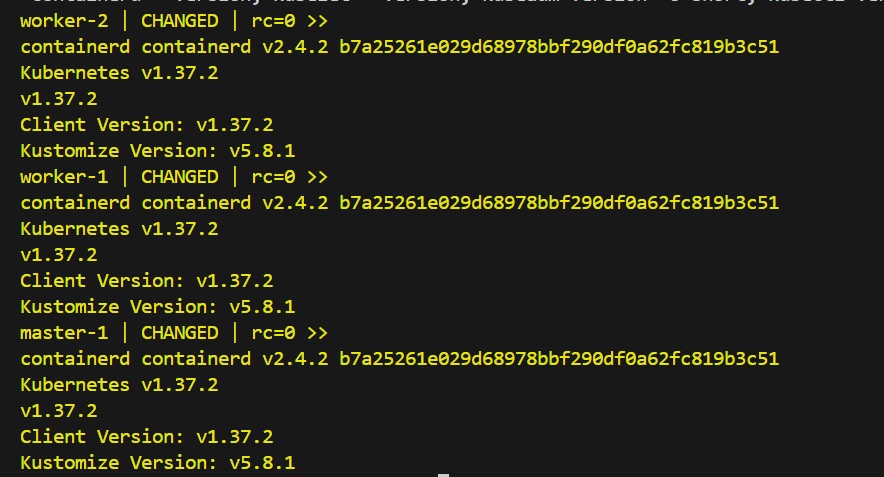 worker-2 | CHANGED | rc=0 >>
containerd containerd v2.4.2 b7a25261e029d68978bbf290df0a62fc819b3c51
Kubernetes v1.37.2
v1.37.2
Client Version: v1.37.2
Kustomize Version: v5.8.1
worker-1 | CHANGED | rc=0 >>
containerd containerd v2.4.2 b7a25261e029d68978bbf290df0a62fc819b3c51
Kubernetes v1.37.2
v1.37.2
Client Version: v1.37.2
Kustomize Version: v5.8.1
master-1 | CHANGED | rc=0 >>
containerd containerd v2.4.2 b7a25261e029d68978bbf290df0a62fc819b3c51
Kubernetes v1.37.2
v1.37.2
Client Version: v1.37.2
Kustomize Version: v5.8.1